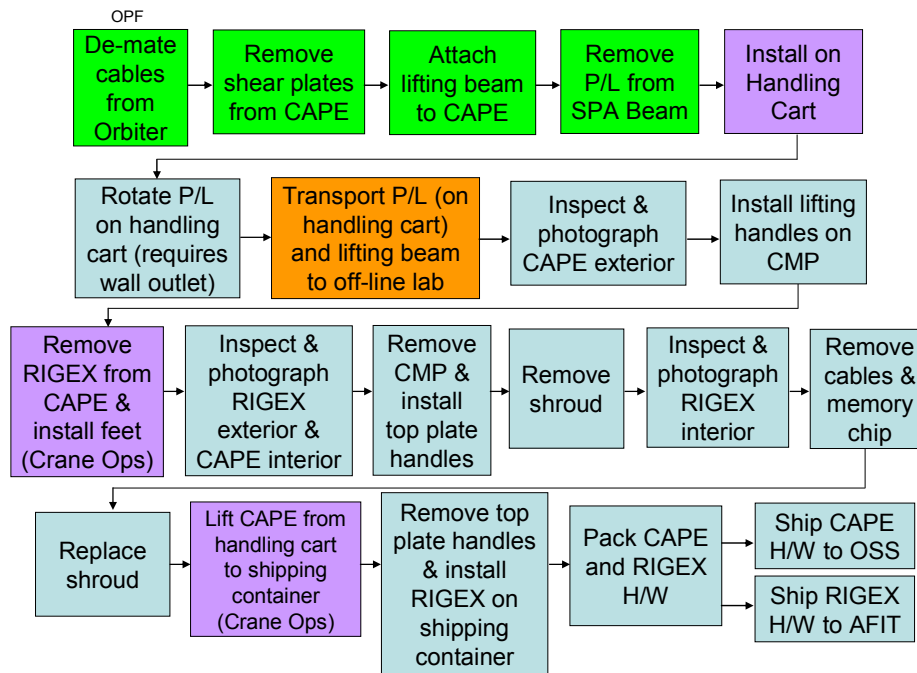 OPF
De-mate
cables
from
Orbiter
Remove
shear plates
from CAPE
Attach
lifting beam
to CAPE
Remove
P/L from
SPA Beam
Install on
Handling
Cart
Rotate P/L
on handling
cart (requires
wall outlet)
Transport P/L (on
handling cart)
and lifting beam
to off-line lab
Inspect &
photograph
CAPE exterior
Install lifting
handles on
CMP
Remove
RIGEX from
CAPE &
install feet
(Crane Ops)
Inspect &
photograph
RIGEX
exterior &
CAPE interior
Remove
CMP &
install
top plate
handles
Remove
shroud
Inspect &
photograph
RIGEX
interior
Remove
cables &
memory
chip
Replace
shroud
Lift CAPE from
handling cart
to shipping
container
(Crane Ops)
Remove top
plate handles
& install
RIGEX on
shipping
container
Pack CAPE
and RIGEX
H/W
Ship CAPE
H/W to OSS
Ship RIGEX
H/W to AFIT